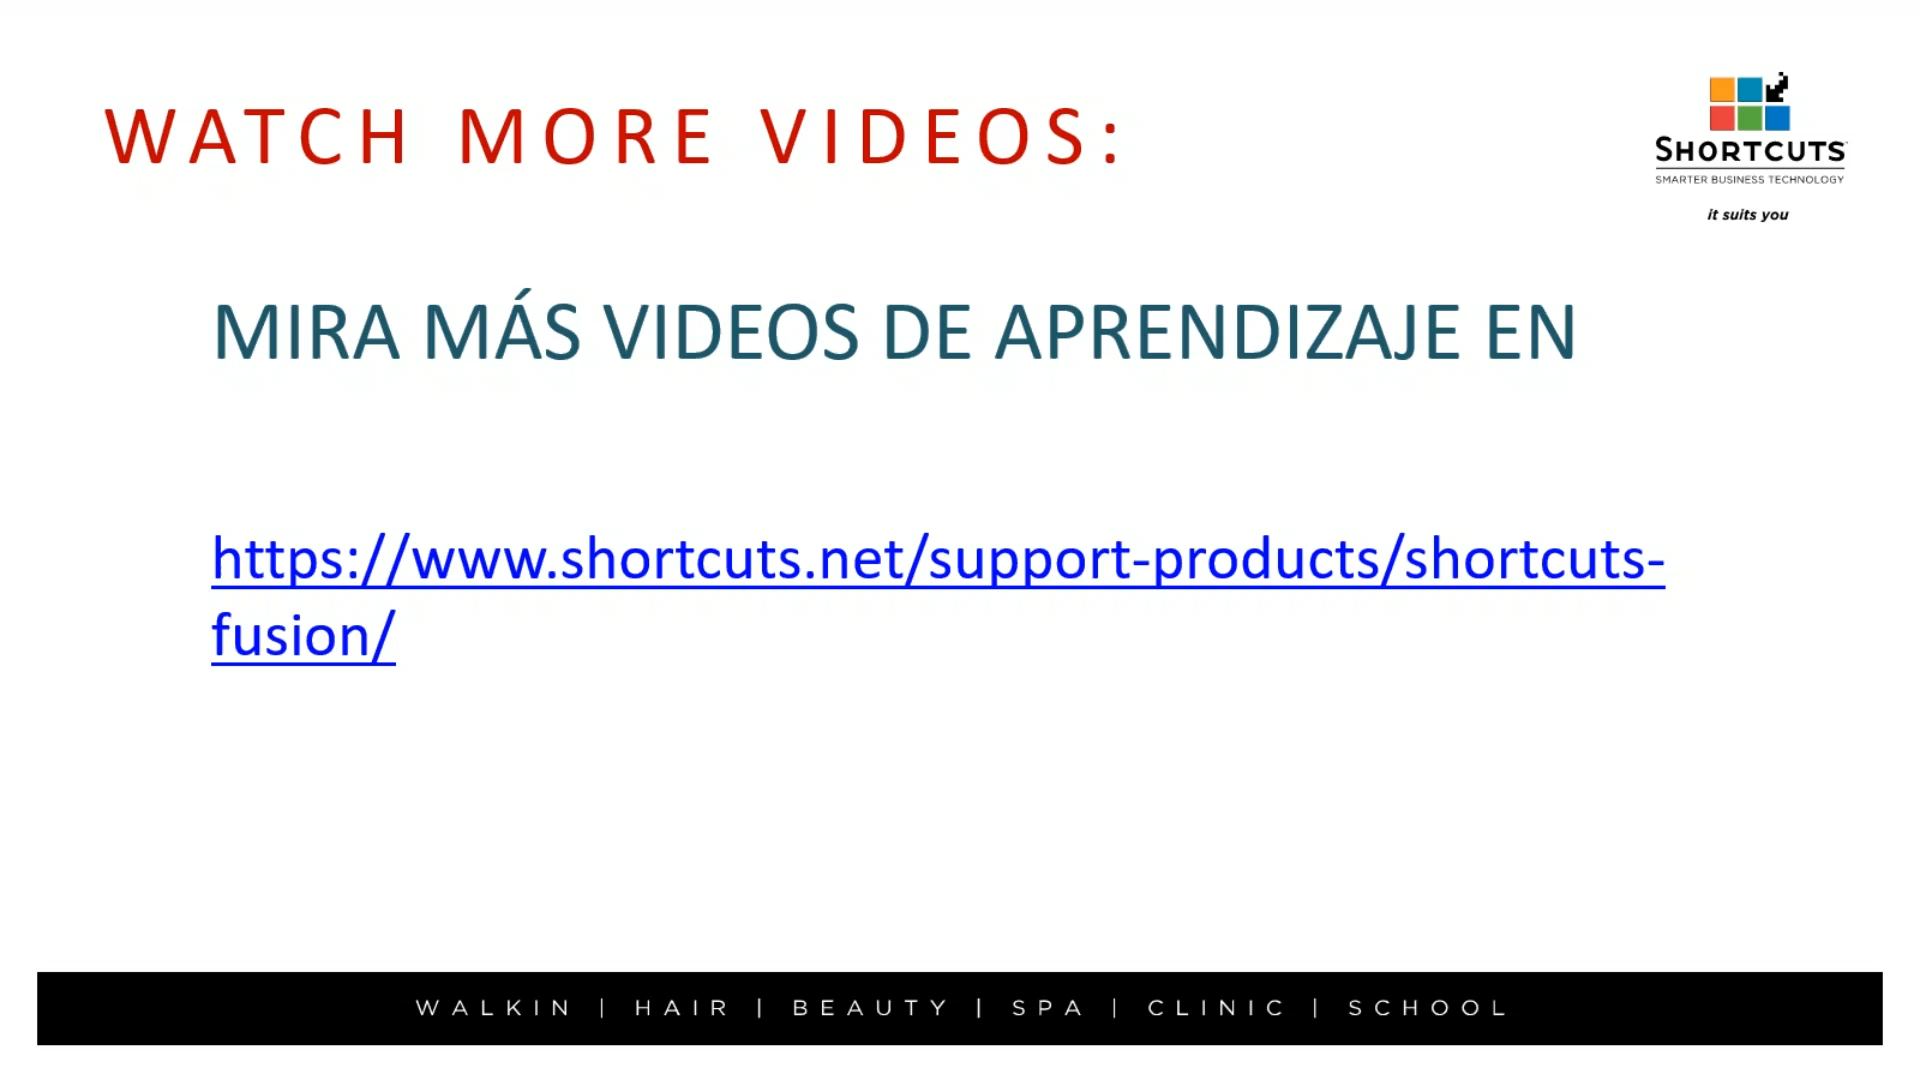 WATCH MORE VIDEOS:
SHORTCUTS
SMARTER BUSINESS TECHNOLOGY
it suits you
MIRA MÁS VIDEOS DE APRENDIZAJE EN
https://www.shortcuts.net/support-products/shortcuts-
fusion/
WALKIN | HAIR | BEAUTY | SPA | CLINIC | SCHOOL